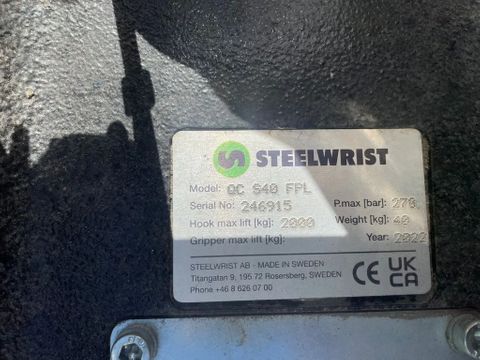 STEELWRIST
Model: QC S40 FPL
Serial No: 246915 P.max [bar]: 270
Hook max lift [kg]: 2000 Weight [kg]: 40
Gripper max lift [kg]: Year: 2022
STEELWRIST AB - MADE IN SWEDEN
Titangatan 9, 195 72 Rosersberg, SWEDEN
Phone +46 8 626 07 00
CE UK
CA